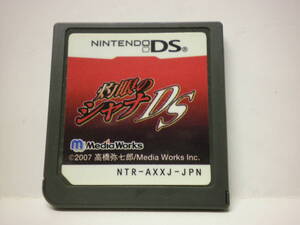 NINTENDO DS®
灼眼の
シャナDS
MediaWorks
©2007 高橋弥七郎/Media Works Inc.
NTR-AXXJ-JPN